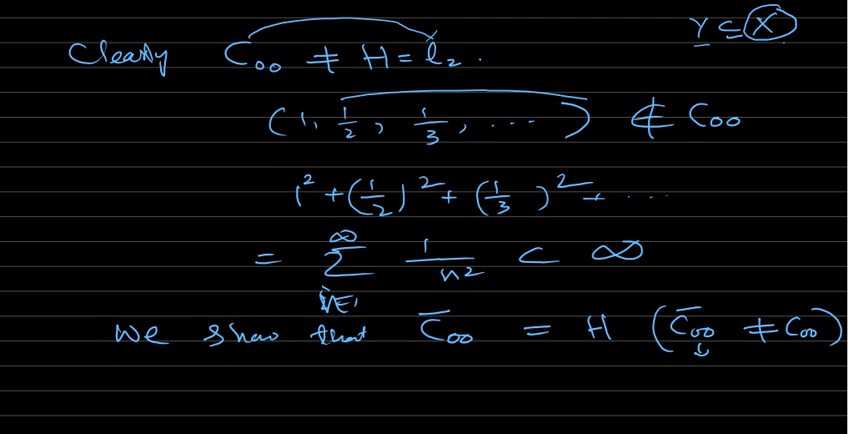 Y ⊆ X
Clearly C₀₀ ≠ H = l₂.
(1, 1/2, 1/3, ...) ∉ C₀₀
1² + (1/2)² + (1/3)² + ...
= ∑_{n=1}^{∞} 1/n² < ∞
We show that C̅₀₀ = H (C̅₀₀ ≠ C₀₀)